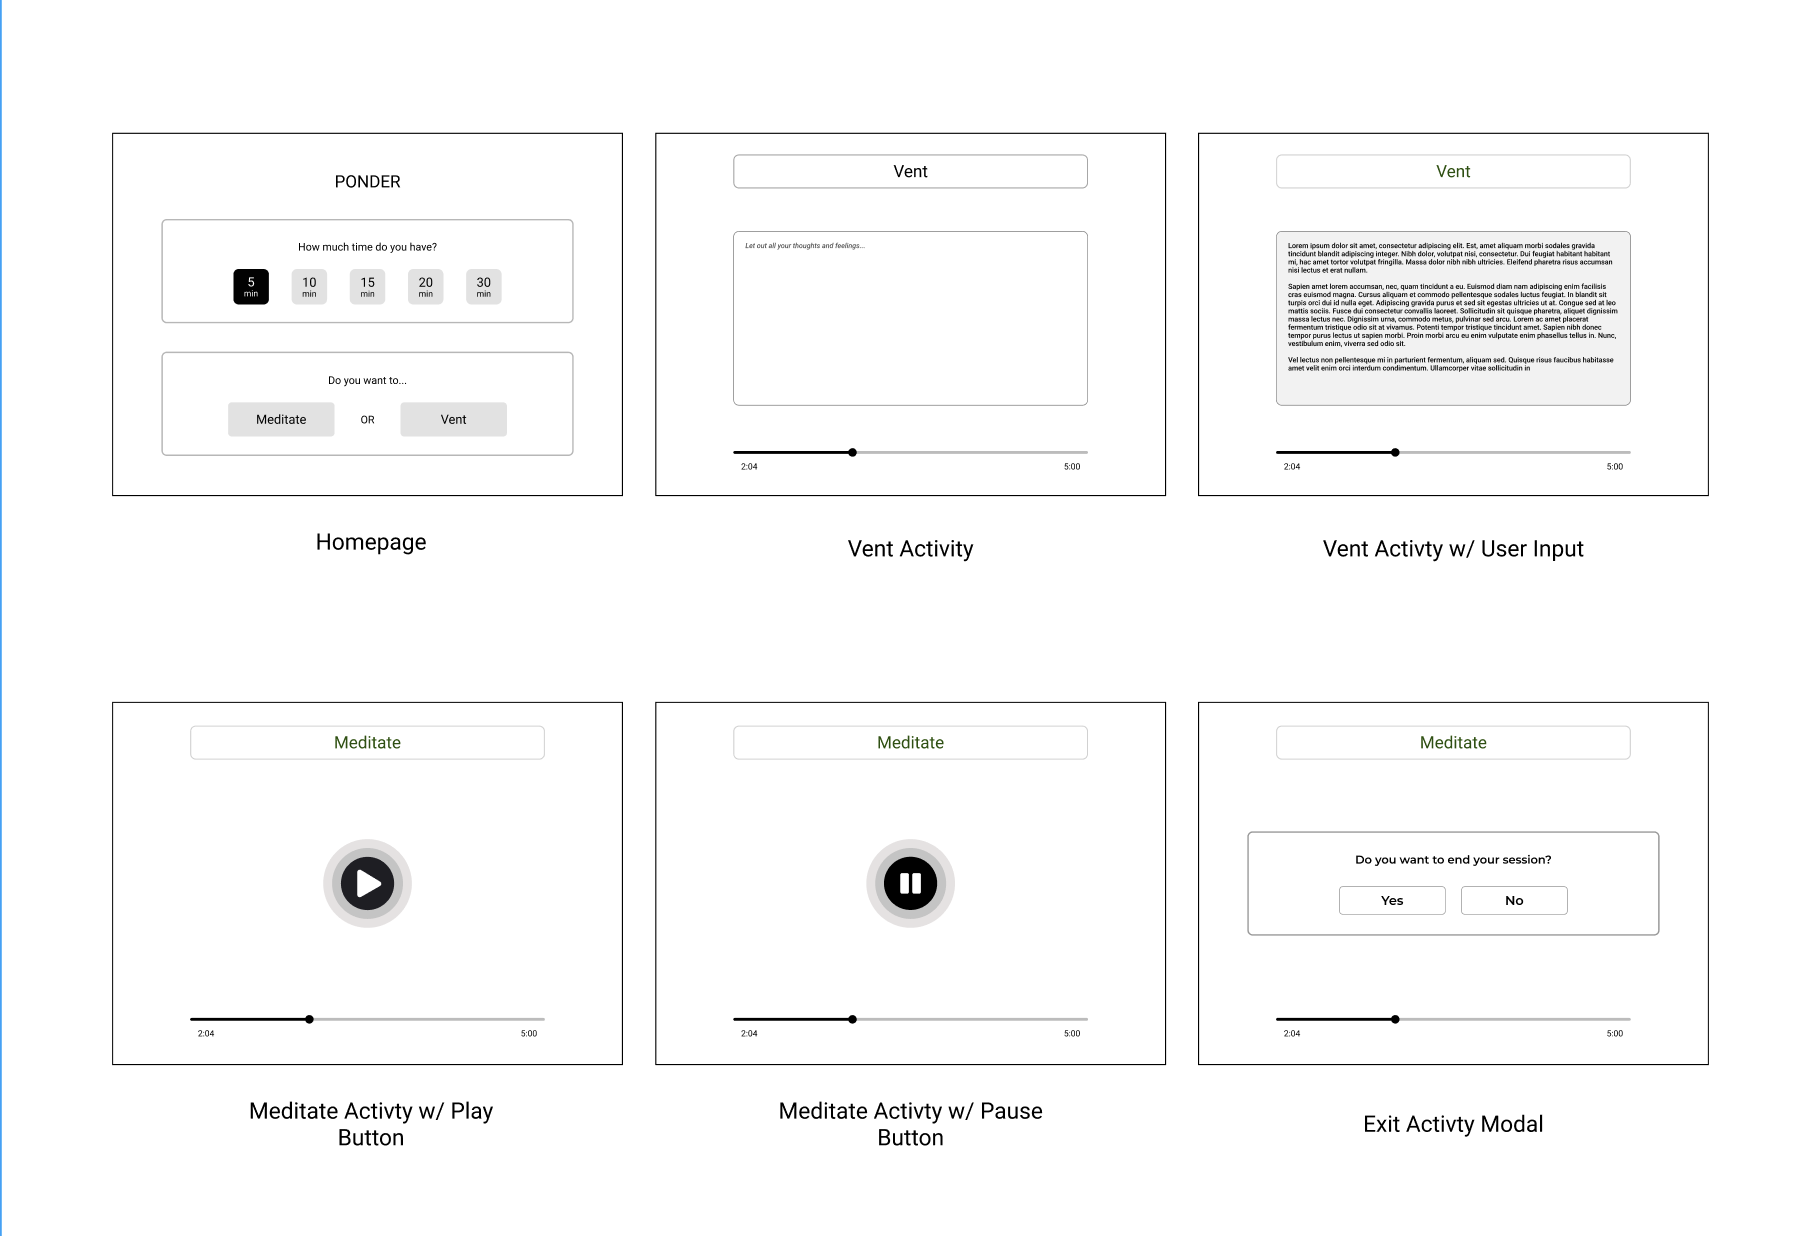 PONDER
How much time do you have?
5 10 15 20 30
min min min min min
Do you want to...
Meditate OR Vent
Homepage
Vent
Let out all your thoughts and feelings...
2:04 5:00
Vent Activity
Vent
Lorem ipsum dolor sit amet, consectetur adipiscing elit. Est, amet aliquam morbi sodales gravida
tincidunt blandit adipiscing integer. Nibh dolor, volutpat nisi, consectetur. Dui feugiat habitant habitant
mi, hac amet tortor volutpat fringilla. Massa dolor nibh nibh ultricies. Eleifend pharetra risus accumsan
nisi lectus et erat nullam.
Sapien amet lorem accumsan, nec, quam tincidunt a eu. Euismod diam nam adipiscing enim facilisis
cras euismod magna. Cursus aliquam et commodo pellentesque sodales luctus feugiat. In blandit sit
turpis orci dui id nulla eget. Adipiscing gravida purus et sed sit egestas ultricies ut at. Congue sed at leo
mattis sociis. Fusce dui consectetur convallis laoreet. Sollicitudin sit quisque pharetra, aliquet dignissim
massa lectus nec. Dignissim urna, commodo metus, pulvinar sed arcu. Lorem ac amet placerat
fermentum tristique odio sit at vivamus. Potenti tempor tristique tincidunt amet. Sapien nibh donec
tempor purus lectus ut sapien morbi. Proin morbi arcu eu enim vulputate enim phasellus tellus in. Nunc,
vestibulum enim, viverra sed odio sit.
Vel lectus non pellentesque mi in parturient fermentum, aliquam sed. Quisque risus faucibus habitasse
amet velit enim orci interdum condimentum. Ullamcorper vitae sollicitudin in
2:04 5:00
Vent Activty w/ User Input
Meditate
2:04 5:00
Meditate Activty w/ Play
Button
Meditate
2:04 5:00
Meditate Activty w/ Pause
Button
Meditate
Do you want to end your session?
Yes No
2:04 5:00
Exit Activty Modal